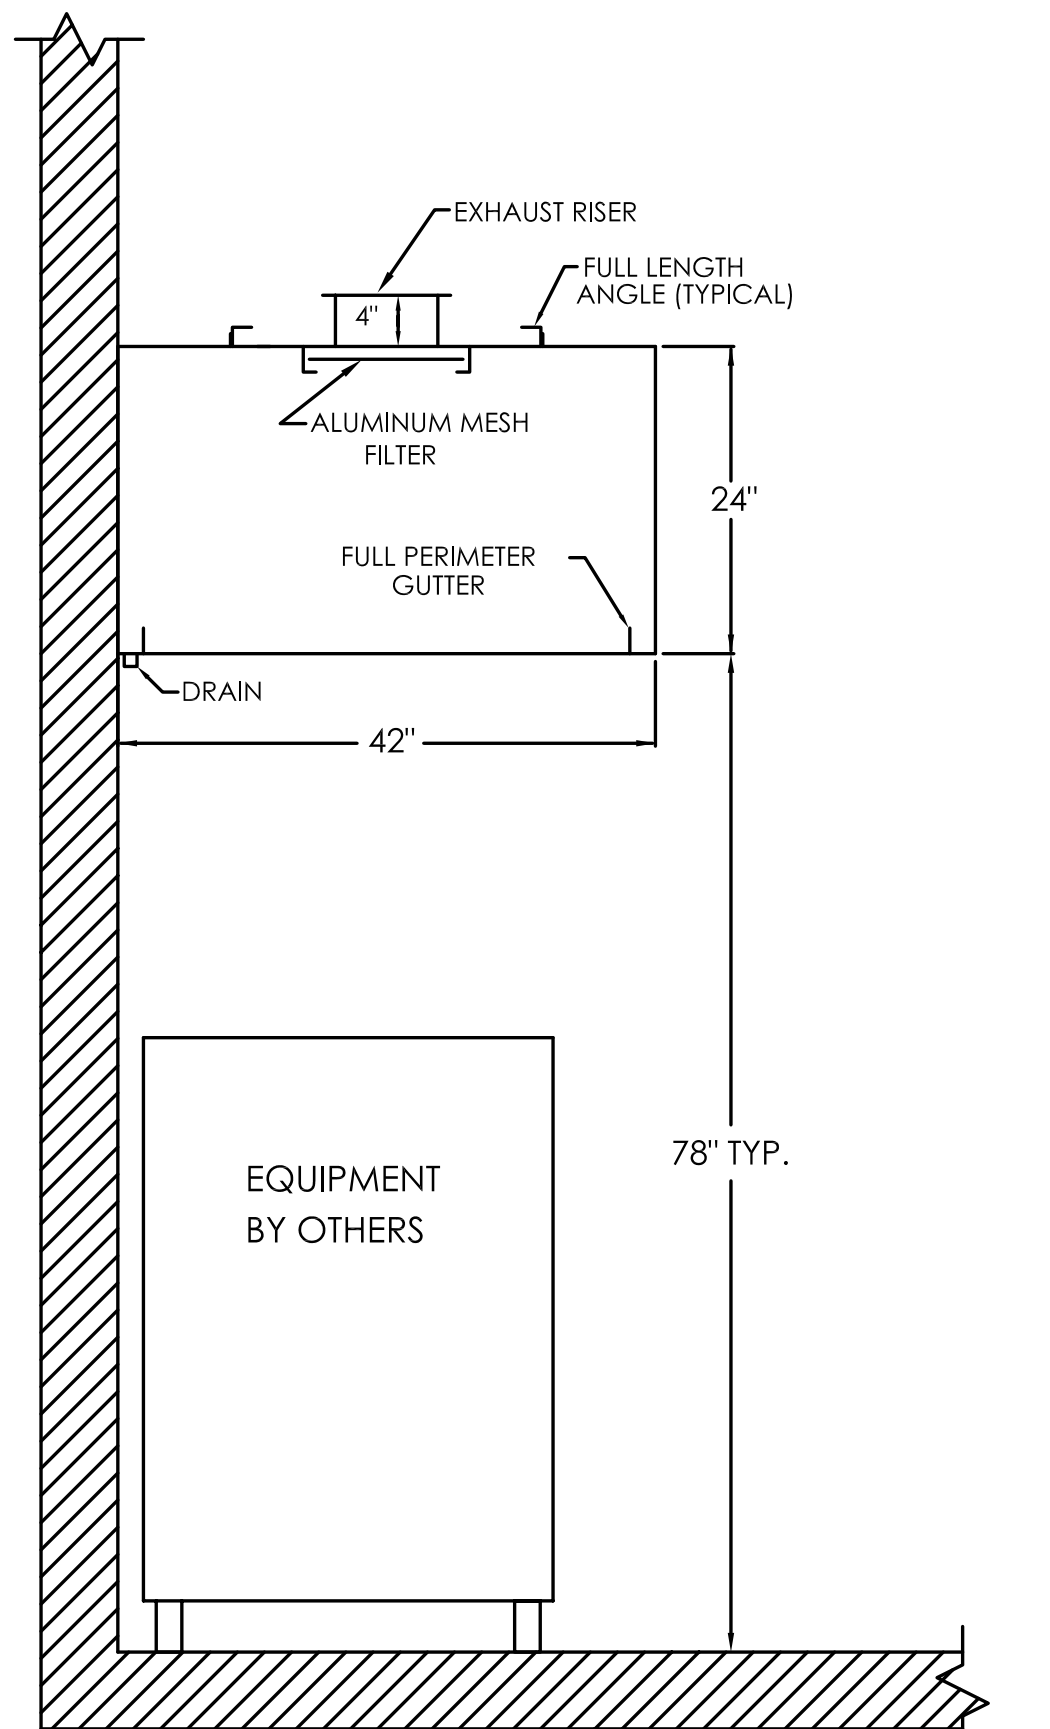 EXHAUST RISER
FULL LENGTH
ANGLE (TYPICAL)
4"
ALUMINUM MESH
FILTER
24"
FULL PERIMETER
GUTTER
DRAIN
42"
78" TYP.
EQUIPMENT
BY OTHERS